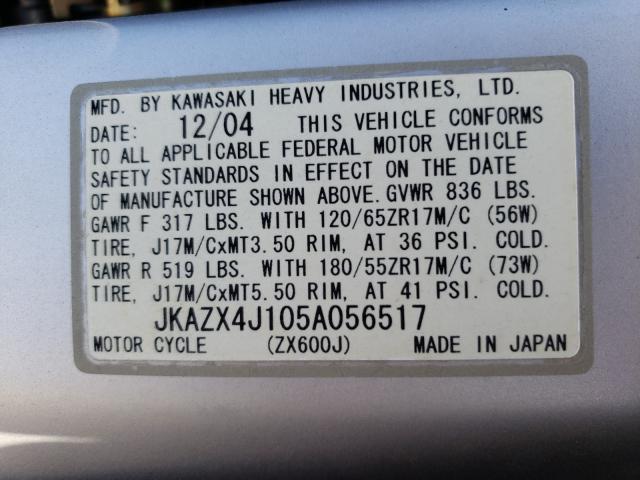 MFD. BY KAWASAKI HEAVY INDUSTRIES, LTD.
DATE: 12/04 THIS VEHICLE CONFORMS
TO ALL APPLICABLE FEDERAL MOTOR VEHICLE
SAFETY STANDARDS IN EFFECT ON THE DATE
OF MANUFACTURE SHOWN ABOVE. GVWR 836 LBS.
GAWR F 317 LBS. WITH 120/65ZR17M/C (56W)
TIRE, J17M/CxMT3.50 RIM, AT 36 PSI. COLD.
GAWR R 519 LBS. WITH 180/55ZR17M/C (73W)
TIRE, J17M/CxMT5.50 RIM, AT 41 PSI. COLD.
JKAZX4J105A056517
MOTOR CYCLE (ZX600J) MADE IN JAPAN